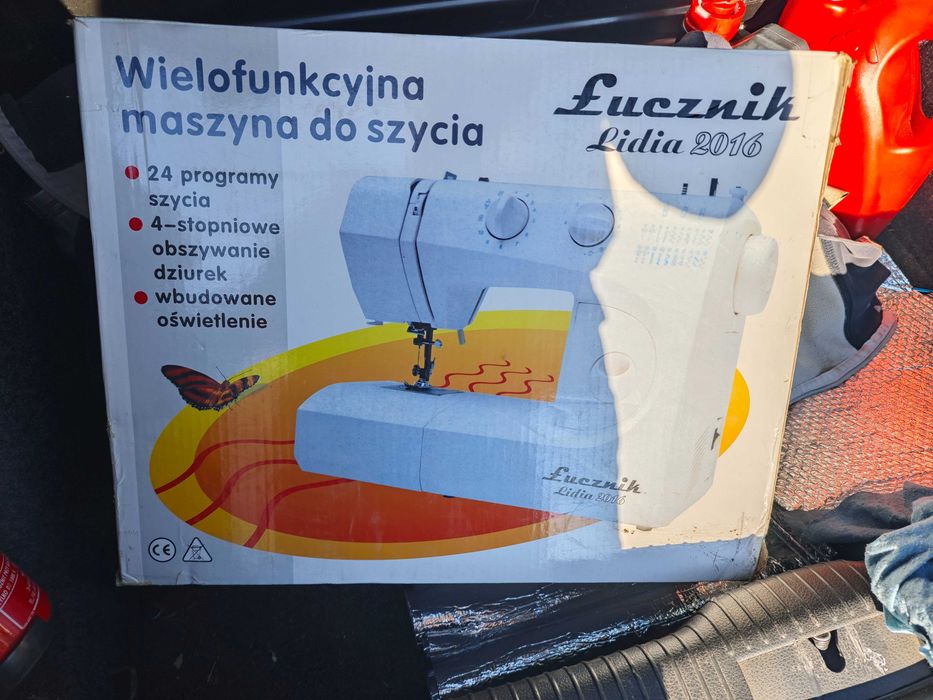 Wielofunkcyjna
maszyna do szycia
Łucznik
Lidia 2016
24 programy
szycia
4-stopniowe
obszywanie
dziurek
wbudowane
oświetlenie
Łucznik
Lidia 2016
CE